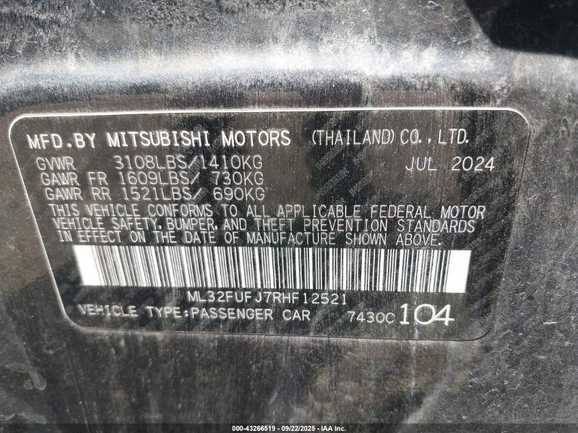 MFD.BY MITSUBISHI MOTORS (THAILAND) CO., LTD.
GVWR 3108LBS/1410KG JUL 2024
GAWR FR 1609LBS/ 730KG
GAWR RR 1521LBS/ 690KG
THIS VEHICLE CONFORMS TO ALL APPLICABLE FEDERAL MOTOR
VEHICLE SAFETY, BUMPER, AND THEFT PREVENTION STANDARDS
IN EFFECT ON THE DATE OF MANUFACTURE SHOWN ABOVE.
ML32FUFJ7RHF12521
VEHICLE TYPE:PASSENGER CAR 7430C 104
000-43266519 - 09/22/2025 - IAA Inc.